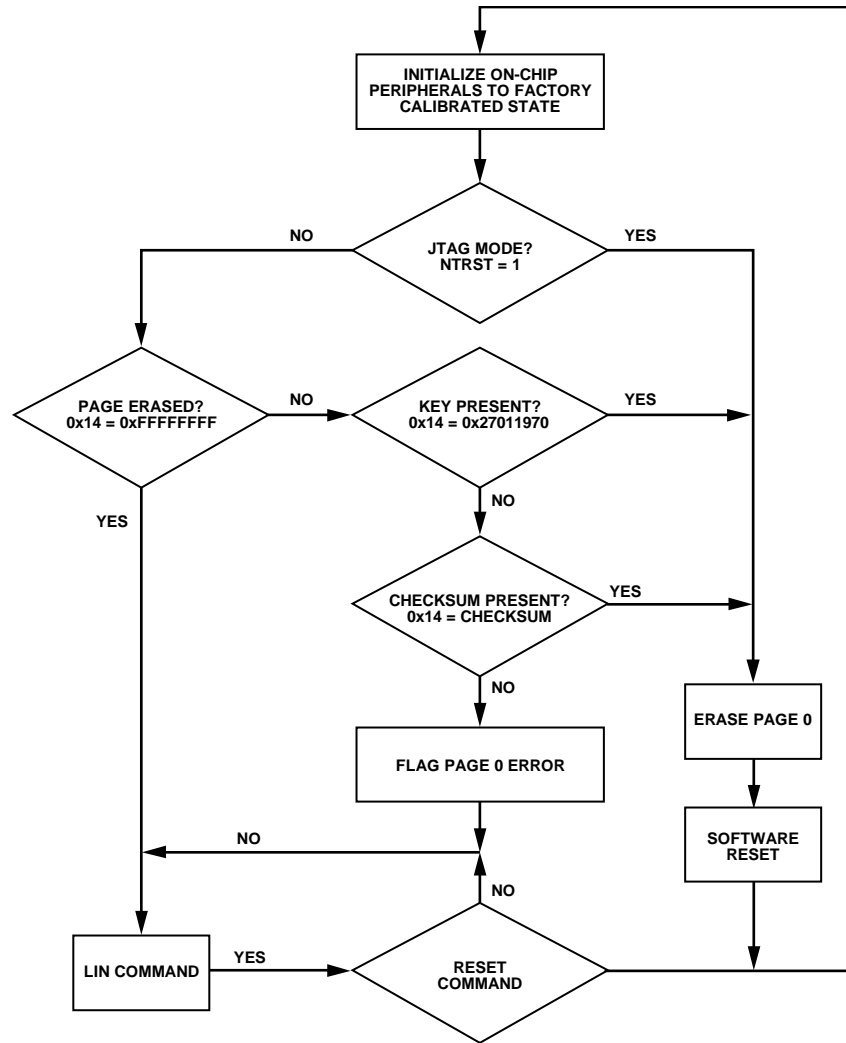 INITIALIZE ON-CHIP
PERIPHERALS TO FACTORY
CALIBRATED STATE
NO
YES
JTAG MODE?
NTRST = 1
PAGE ERASED?
0x14 = 0xFFFFFFFF
NO
KEY PRESENT?
0x14 = 0x27011970
YES
YES
NO
CHECKSUM PRESENT?
0x14 = CHECKSUM
YES
NO
FLAG PAGE 0 ERROR
ERASE PAGE 0
NO
SOFTWARE
RESET
NO
LIN COMMAND
YES
RESET
COMMAND